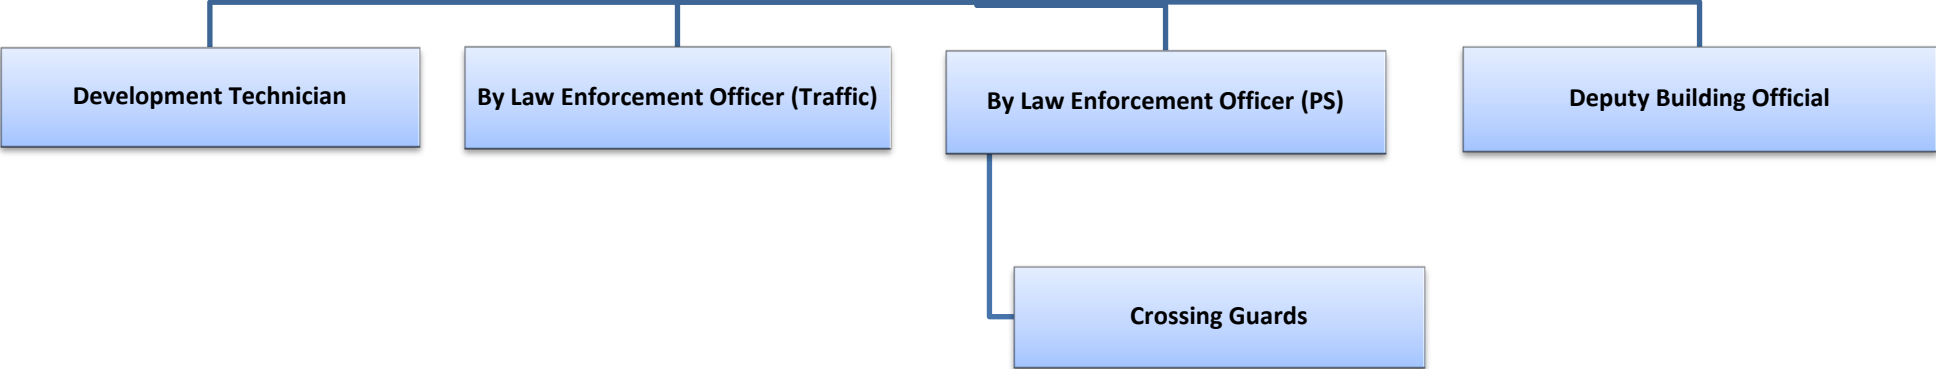 Development Technician
By Law Enforcement Officer (Traffic)
By Law Enforcement Officer (PS)
Deputy Building Official
Crossing Guards